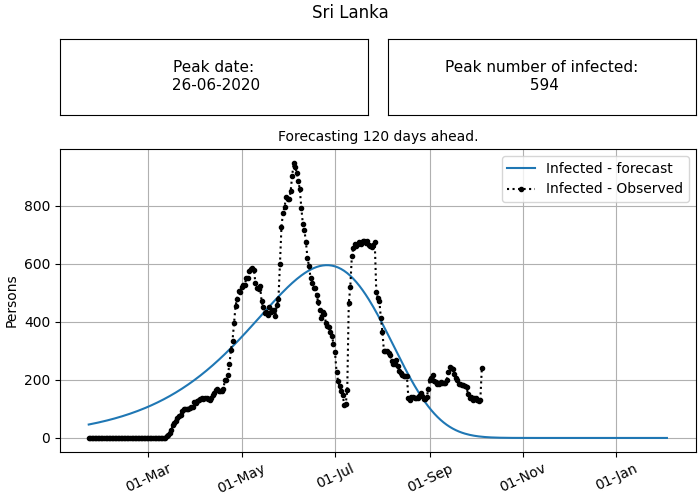 Sri Lanka
Peak date:
26-06-2020
Peak number of infected:
594
Forecasting 120 days ahead.
Infected - forecast
Infected - Observed
Persons
800
600
400
200
0
01-Mar
01-May
01-Jul
01-Sep
01-Nov
01-Jan